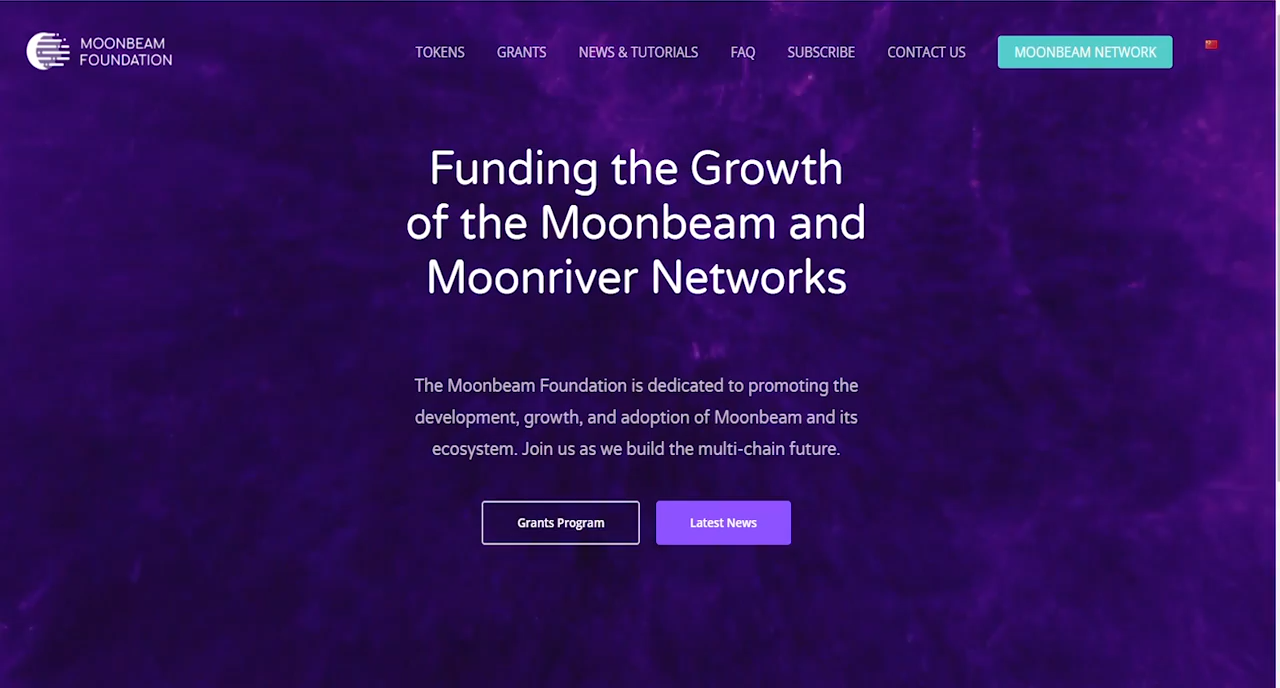 MOONBEAM
FOUNDATION
TOKENS
GRANTS
NEWS & TUTORIALS
FAQ
SUBSCRIBE
CONTACT US
MOONBEAM NETWORK
Funding the Growth
of the Moonbeam and
Moonriver Networks
The Moonbeam Foundation is dedicated to promoting the
development, growth, and adoption of Moonbeam and its
ecosystem. Join us as we build the multi-chain future.
Grants Program
Latest News